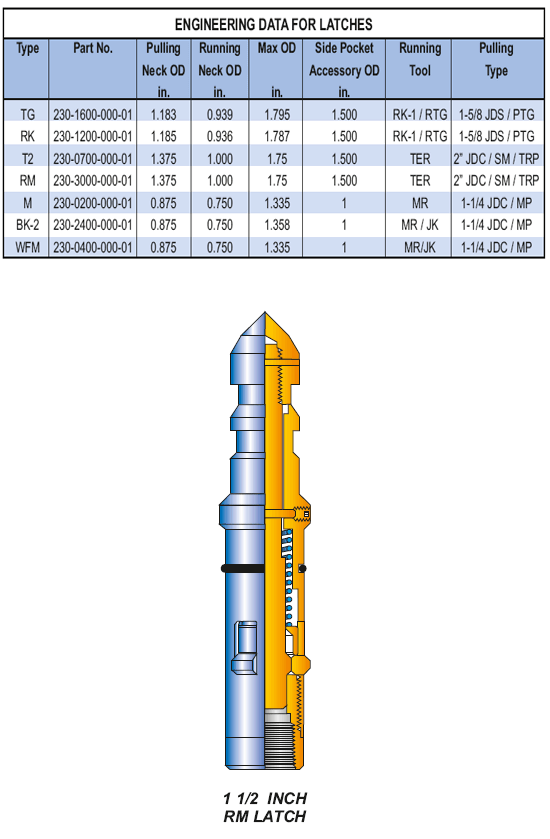 ENGINEERING DATA FOR LATCHES
Type Part No. Pulling Running Max OD Side Pocket Running Pulling
Neck OD Neck OD Accessory OD Tool Type
in. in. in. in.
TG 230-1600-000-01 1.183 0.939 1.795 1.500 RK-1 / RTG 1-5/8 JDS / PTG
RK 230-1200-000-01 1.185 0.936 1.787 1.500 RK-1 / RTG 1-5/8 JDS / PTG
T2 230-0700-000-01 1.375 1.000 1.75 1.500 TER 2" JDC / SM / TRP
RM 230-3000-000-01 1.375 1.000 1.75 1.500 TER 2" JDC / SM / TRP
M 230-0200-000-01 0.875 0.750 1.335 1 MR 1-1/4 JDC / MP
BK-2 230-2400-000-01 0.875 0.750 1.358 1 MR / JK 1-1/4 JDC / MP
WFM 230-0400-000-01 0.875 0.750 1.335 1 MR/JK 1-1/4 JDC / MP
1 1/2 INCH
RM LATCH